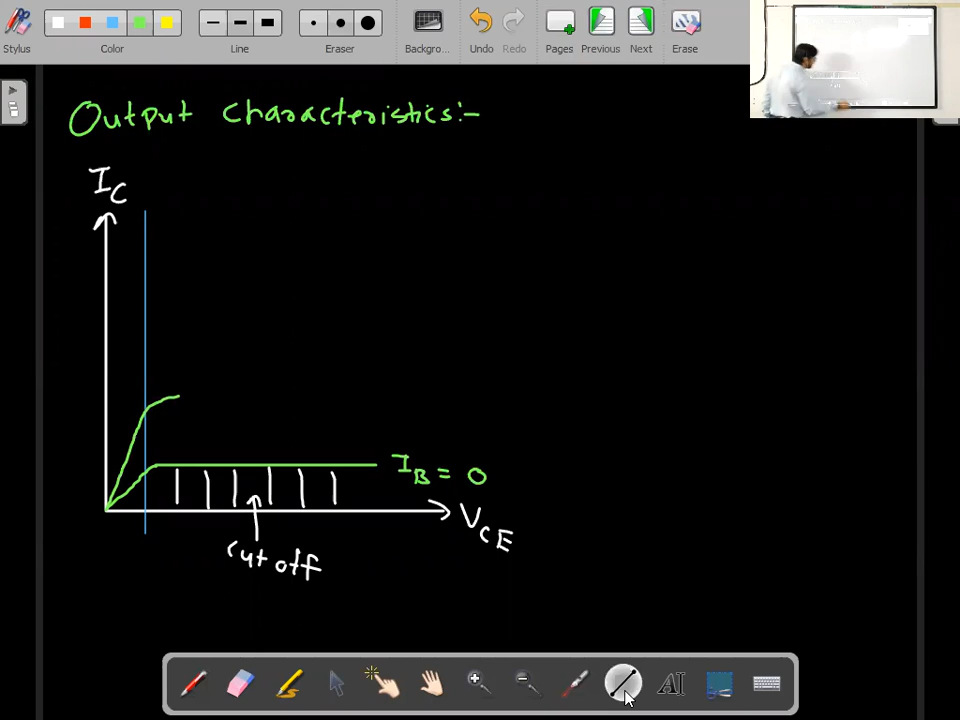 Stylus Color Line Eraser Backgro... Undo Redo Pages Previous Next Erase
Output Characteristics:-
IC
IB = 0
VCE
Cut off
AI